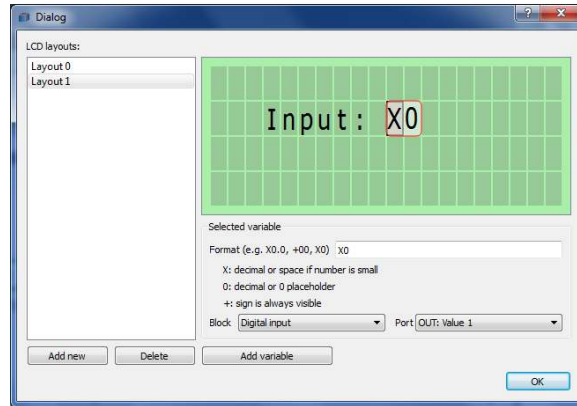 Dialog
LCD layouts:
Layout 0
Layout 1
Input: X0
Selected variable
Format (e.g. X0.0, +00, X0) X0
X: decimal or space if number is small
0: decimal or 0 placeholder
+: sign is always visible
Block Digital input Port OUT: Value 1
Add new Delete Add variable
OK